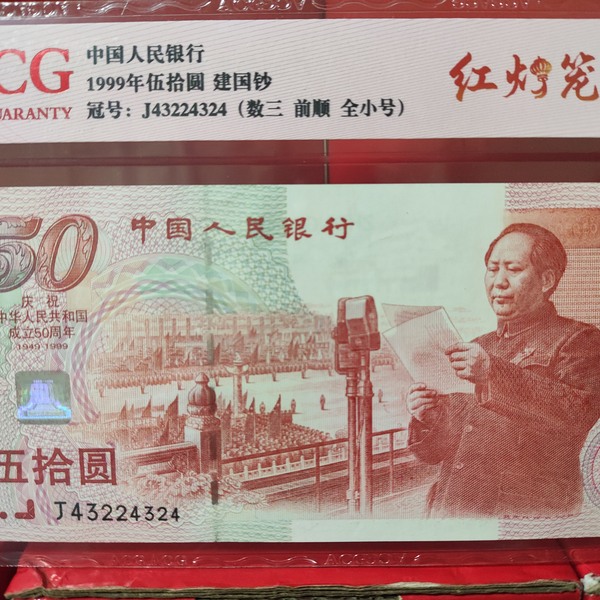 CG
UARANTY
中国人民银行
1999年伍拾圆 建国钞
冠号：J43224324（数三 前顺 全小号）
红灯笼
50
中国人民银行
庆祝
中华人民共和国
成立50周年
1949-1999
伍拾圆
J43224324